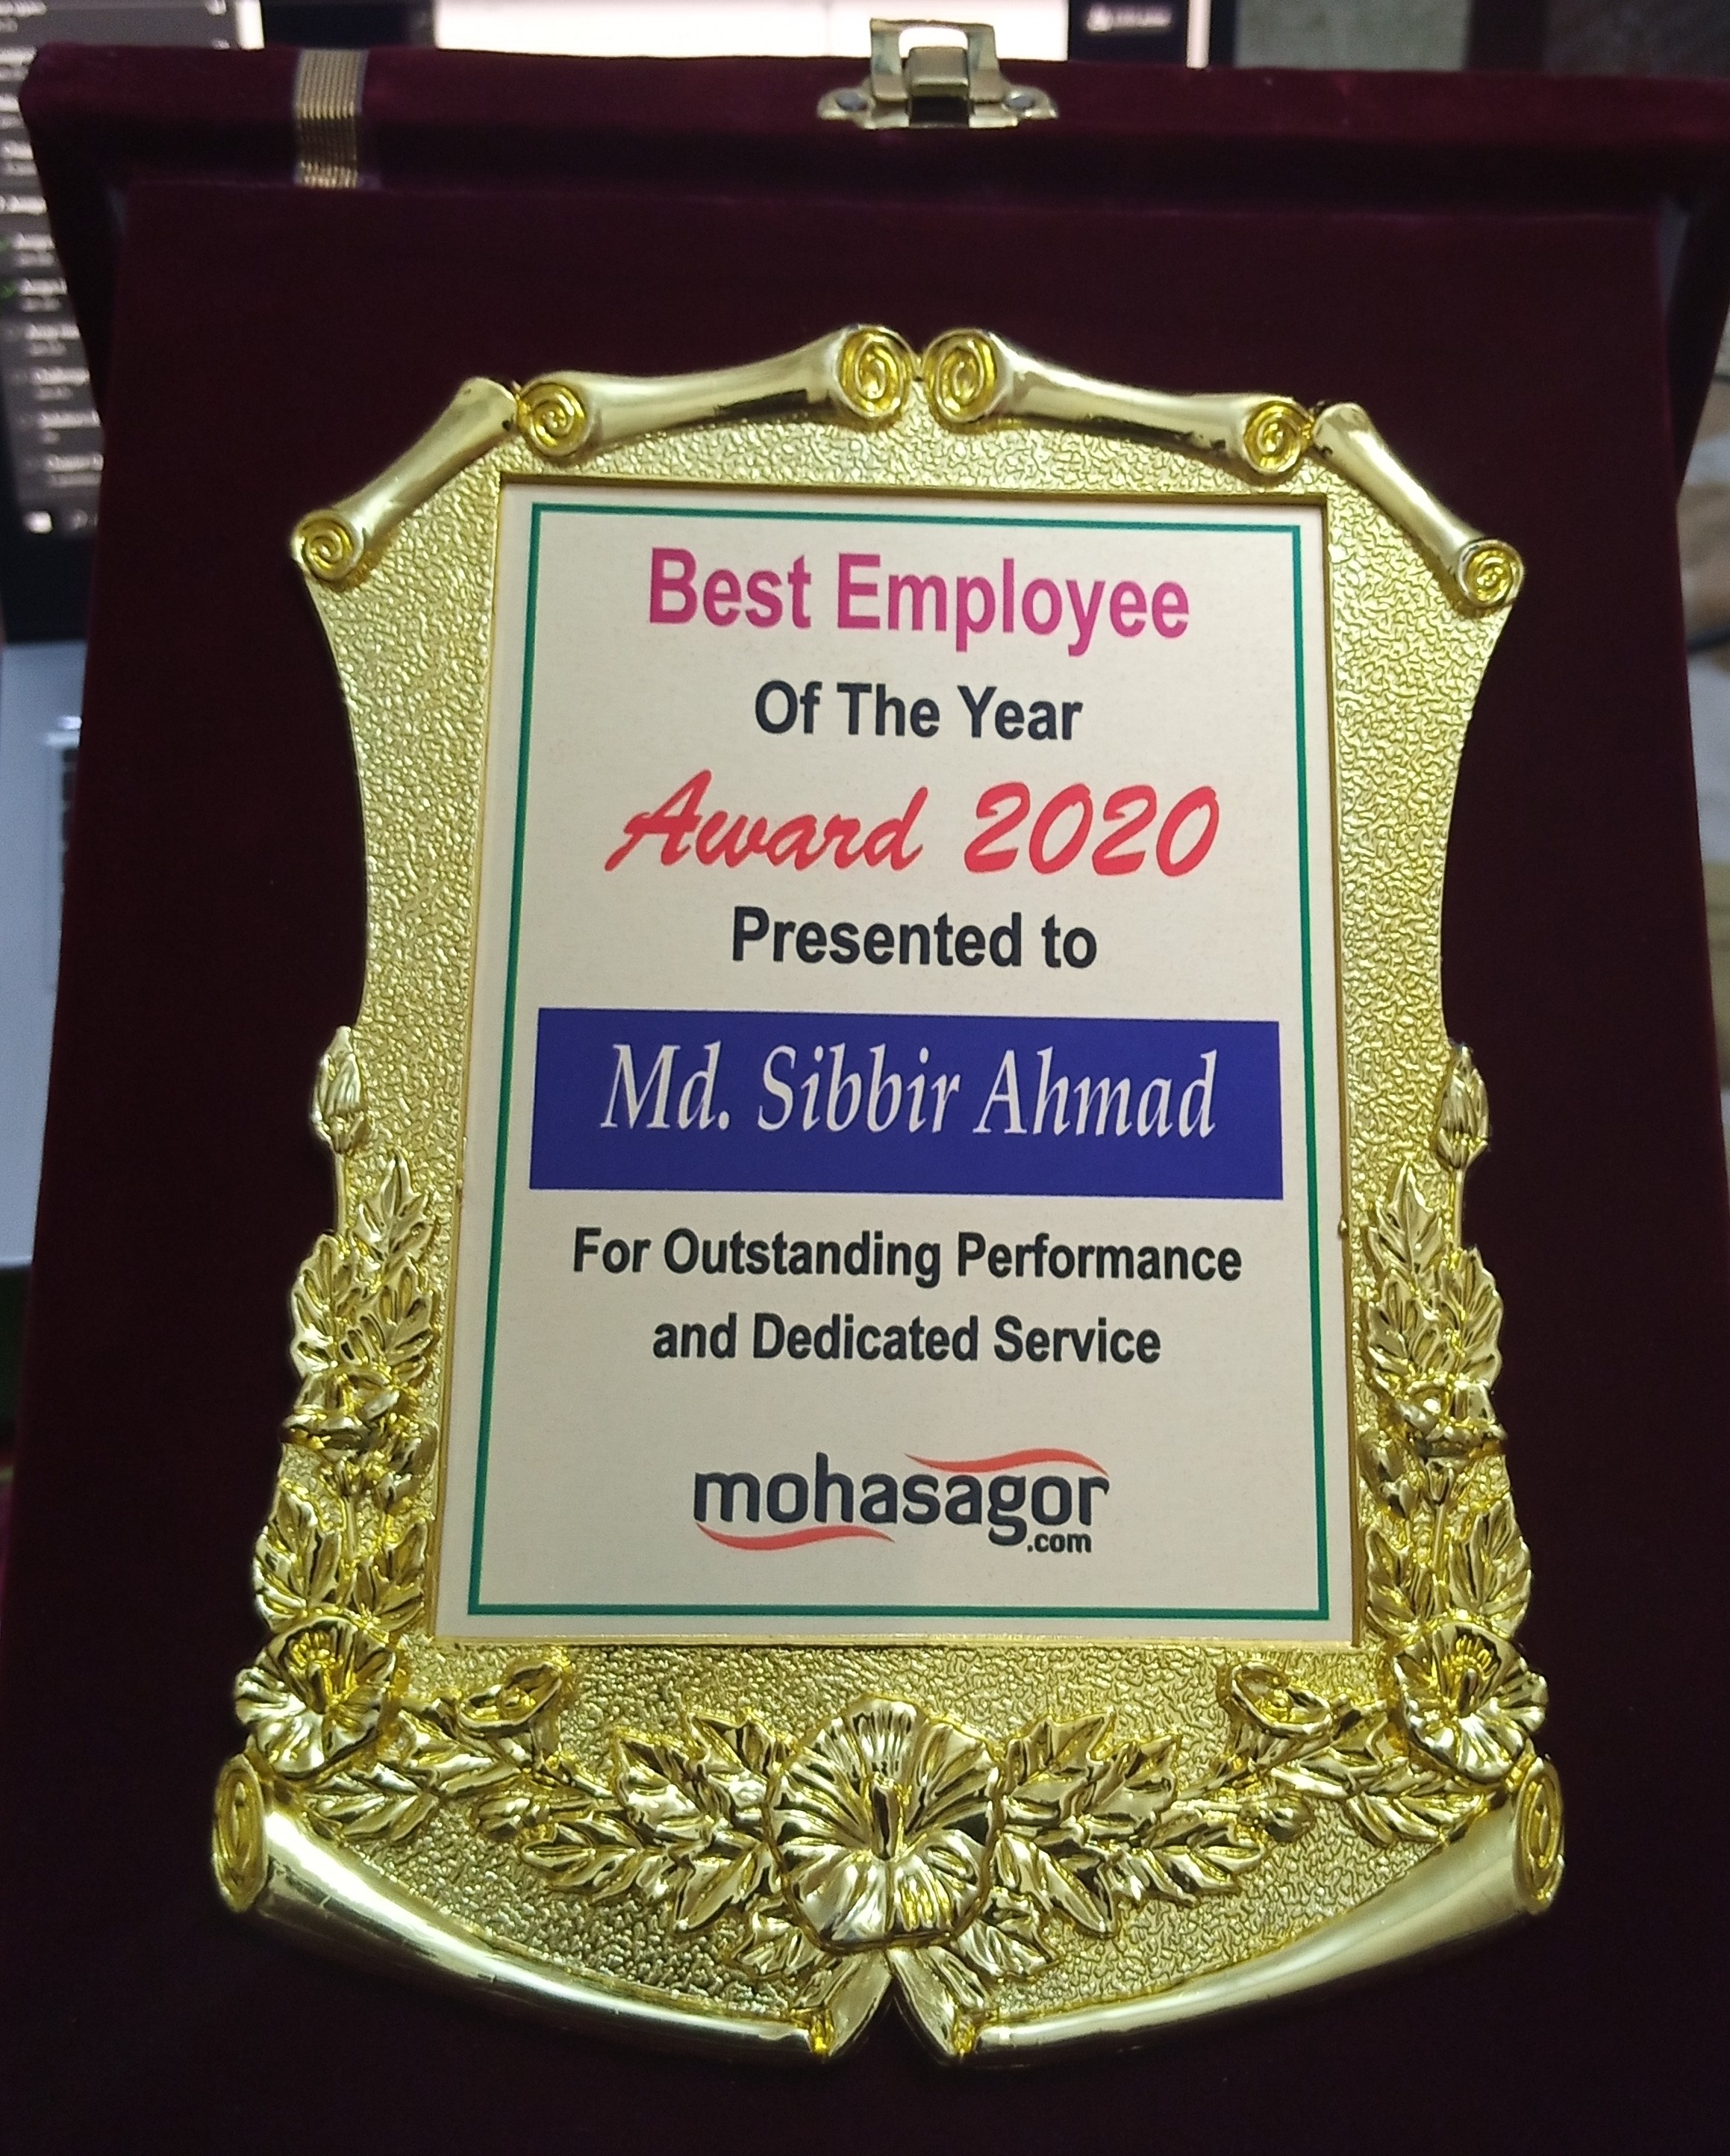 Best Employee
Of The Year
Award 2020
Presented to
Md. Sibbir Ahmad
For Outstanding Performance
and Dedicated Service
mohasagor
.com